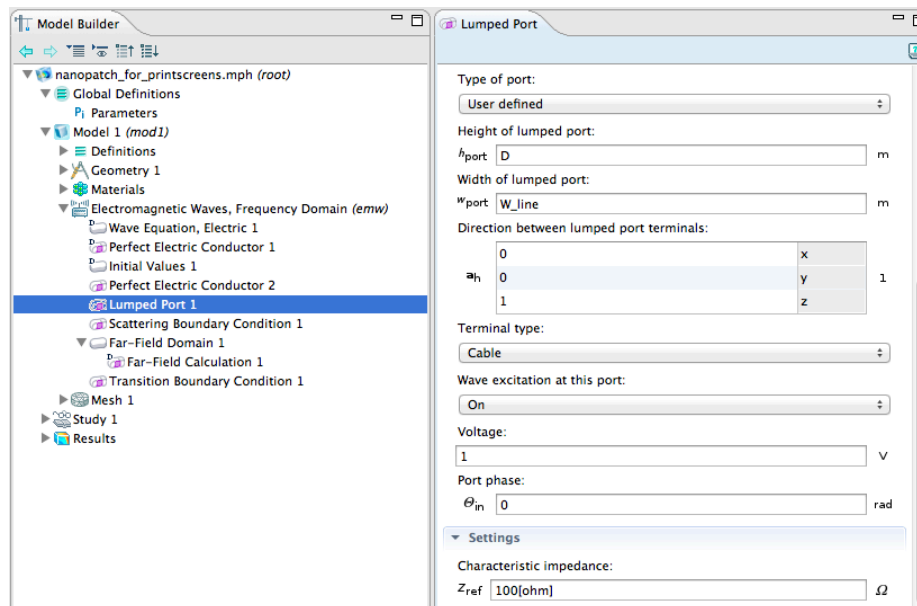 Model Builder
nanopatch_for_printscreens.mph (root)
Global Definitions
Pi Parameters
Model 1 (mod1)
Definitions
Geometry 1
Materials
Electromagnetic Waves, Frequency Domain (emw)
Wave Equation, Electric 1
Perfect Electric Conductor 1
Initial Values 1
Perfect Electric Conductor 2
Lumped Port 1
Scattering Boundary Condition 1
Far-Field Domain 1
Far-Field Calculation 1
Transition Boundary Condition 1
Mesh 1
Study 1
Results
Lumped Port
Type of port:
User defined
Height of lumped port:
hport D m
Width of lumped port:
wport W_line m
Direction between lumped port terminals:
0 x
ah 0 y 1
1 z
Terminal type:
Cable
Wave excitation at this port:
On
Voltage:
1 V
Port phase:
Θin 0 rad
Settings
Characteristic impedance:
Zref 100[ohm] Ω